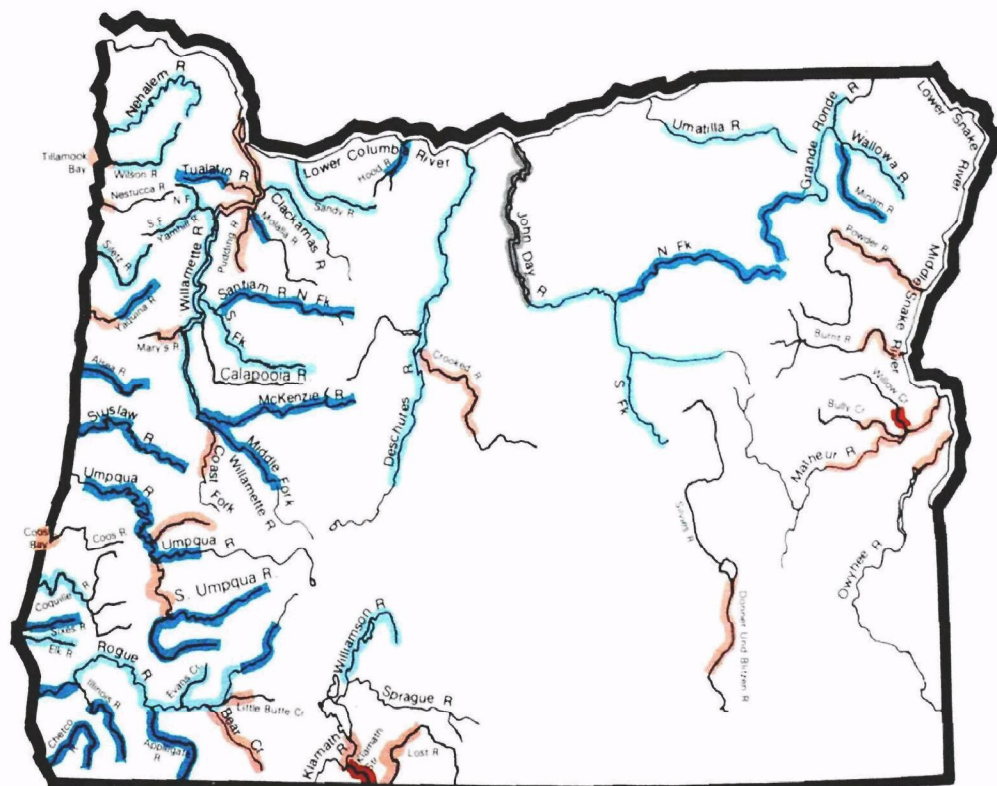 Nehalem R
Tillamook
Bay
Wilson R
Nestucca R
Tualatin R
N F
S F
Yamhill R
Siletz R
Yaquina R
Mary's R
Alsea R
Siuslaw R
Umpqua R
Willamette R
Pudding R
Molalla R
Clackamas R
Lower Columbia River
Hood R
Sandy R
Santiam R N Fk
S Fk
Calapooia R
McKenzie R
Middle Fork
Willamette R
Coast Fork
Deschutes R
Crooked R
John Day R
N Fk
S Fk
Umatilla R
Grande Ronde R
Wallowa R
Minam R
Lower Snake River
Powder R
Middle Snake River
Burnt R
Willow Cr
Bully Cr
Malheur R
Owyhee R
Silvies R
Donner Und Blitzen R
Coos
Bay
Coos R
Umpqua R
S. Umpqua R
Coquille R
Sixes R
Elk R
Rogue R
Illinois R
Chetco R
Applegate R
Evans Cr
Little Butte Cr
Bear Cr
Williamson R
Sprague R
Klamath R
Klamath Str
Lost R